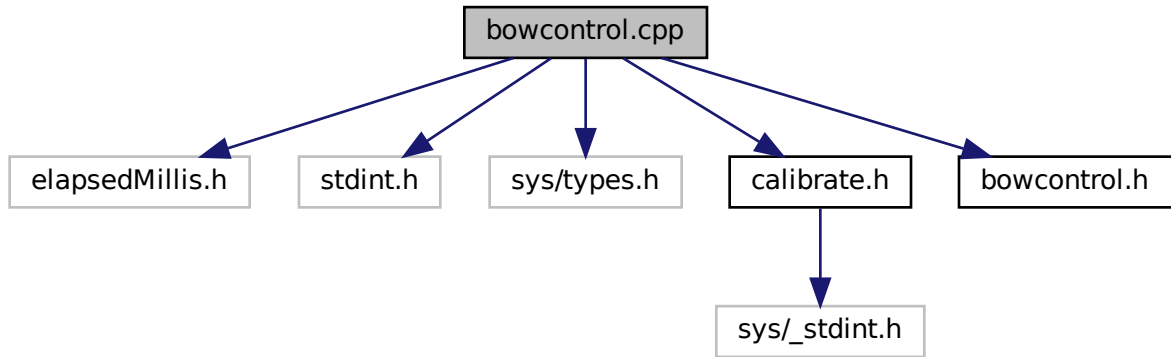 bowcontrol.cpp
elapsedMillis.h
stdint.h
sys/types.h
calibrate.h
bowcontrol.h
sys/_stdint.h